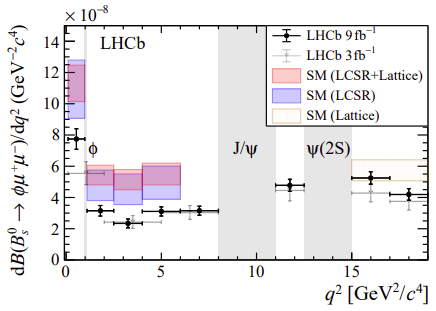 ×10⁻⁸
dB(B⁰ₛ → ϕμ⁺μ⁻)/dq² (GeV⁻²c⁴)
14
12
10
8
6
4
2
0
LHCb
LHCb 9 fb⁻¹
LHCb 3 fb⁻¹
SM (LCSR+Lattice)
SM (LCSR)
SM (Lattice)
ϕ J/ψ ψ(2S)
0 5 10 15
q² [GeV²/c⁴]